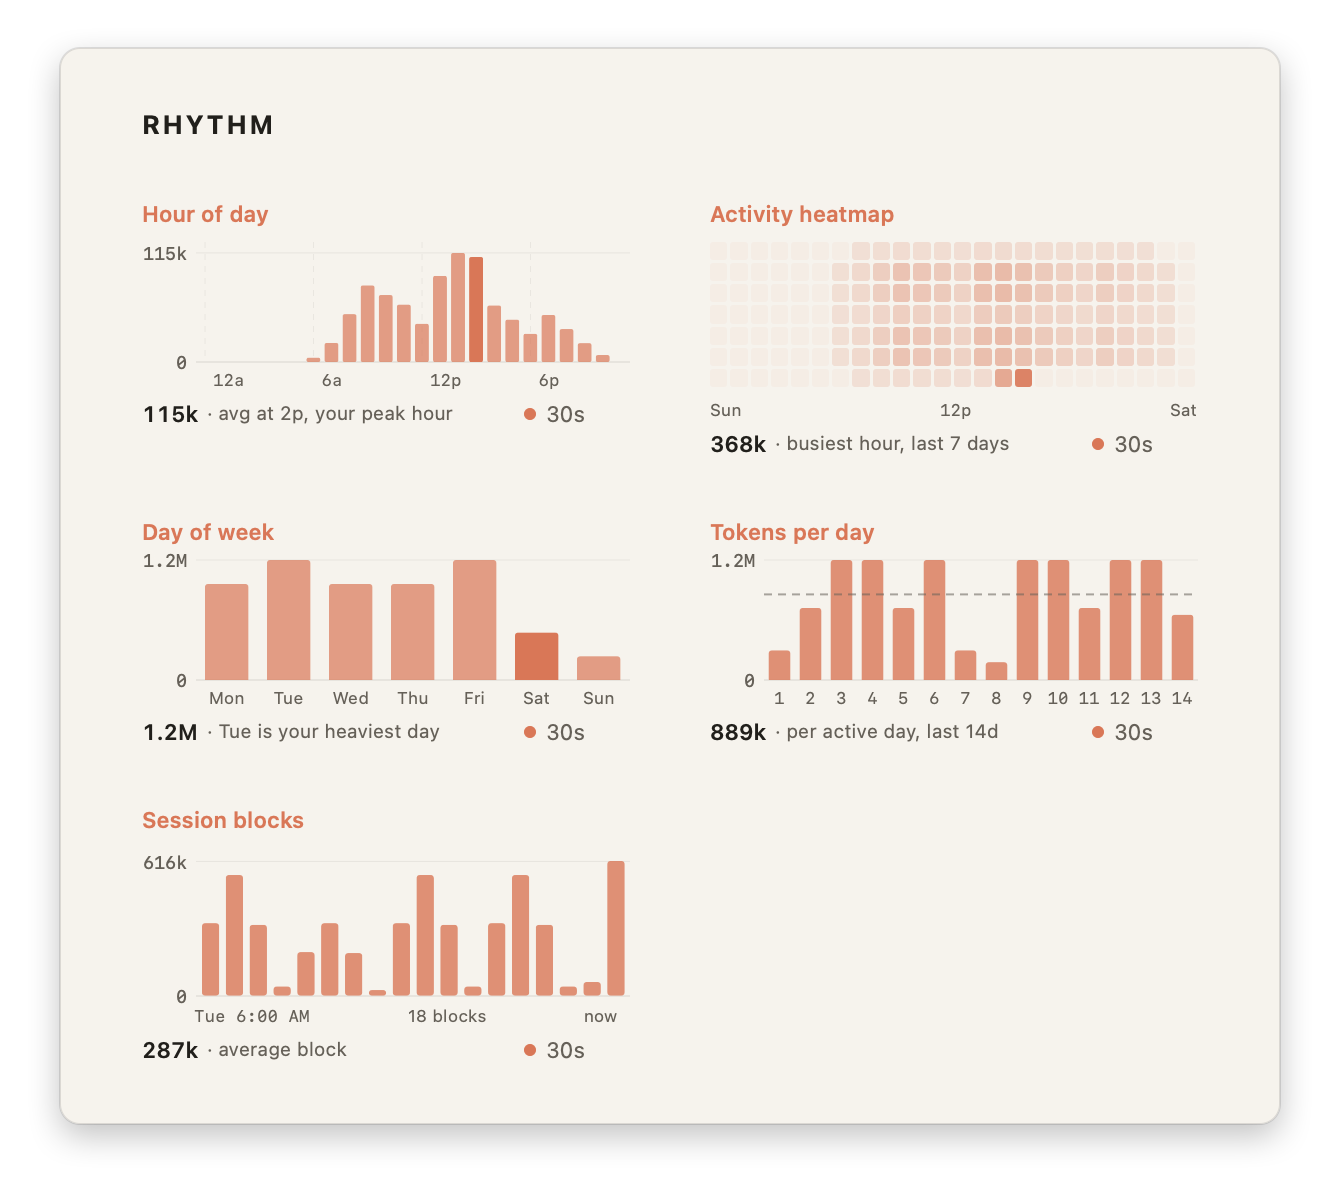 RHYTHM
Hour of day
115k
0
12a 6a 12p 6p
115k · avg at 2p, your peak hour 30s
Activity heatmap
Sun 12p Sat
368k · busiest hour, last 7 days 30s
Day of week
1.2M
0
Mon Tue Wed Thu Fri Sat Sun
1.2M · Tue is your heaviest day 30s
Tokens per day
1.2M
0
1 2 3 4 5 6 7 8 9 10 11 12 13 14
889k · per active day, last 14d 30s
Session blocks
616k
0
Tue 6:00 AM 18 blocks now
287k · average block 30s